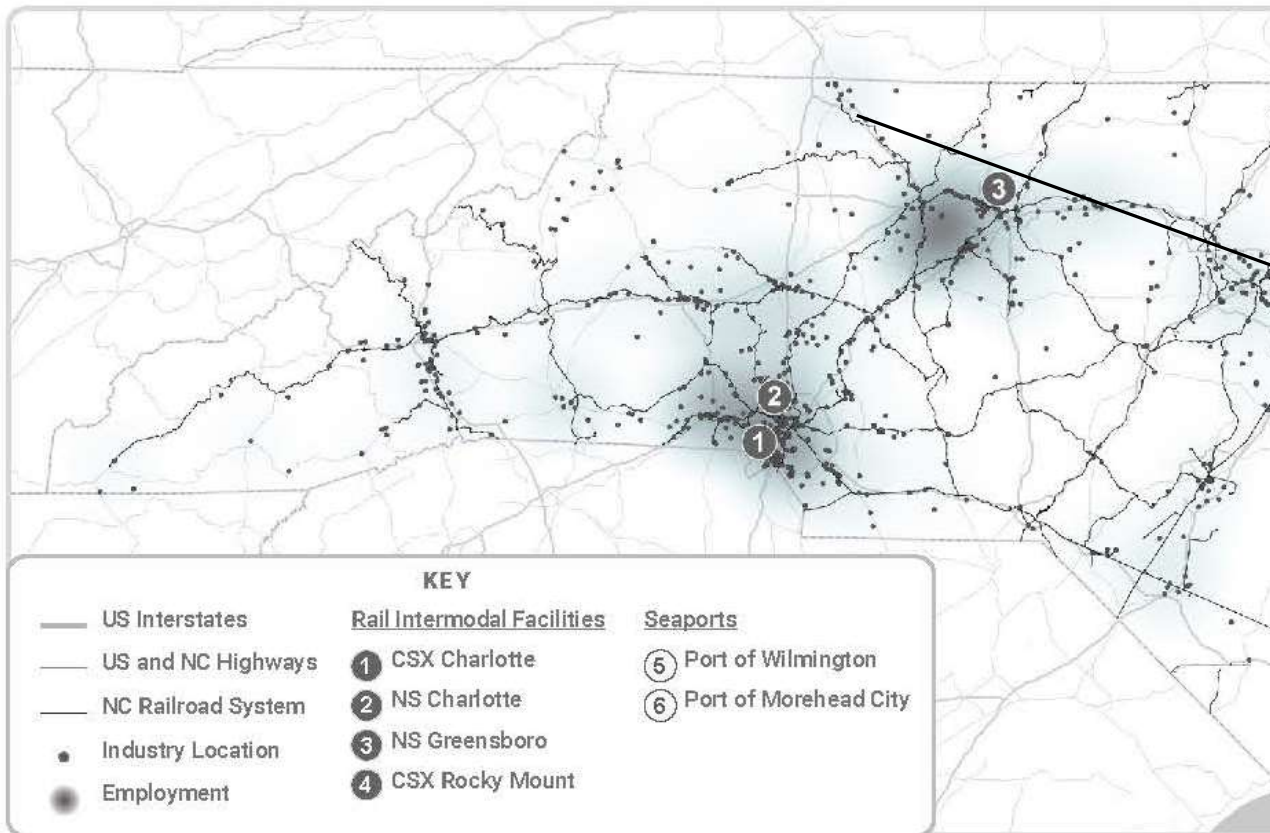 3
2
1
KEY
US Interstates
US and NC Highways
NC Railroad System
Industry Location
Employment
Rail Intermodal Facilities
1 CSX Charlotte
2 NS Charlotte
3 NS Greensboro
4 CSX Rocky Mount
Seaports
5 Port of Wilmington
6 Port of Morehead City